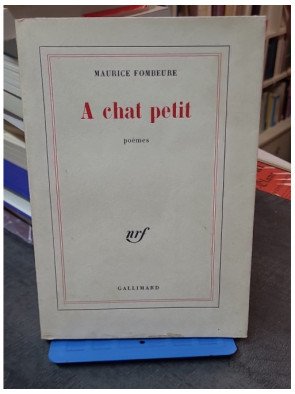 MAURICE FOMBEURE
A chat petit
poèmes
nrf
GALLIMARD